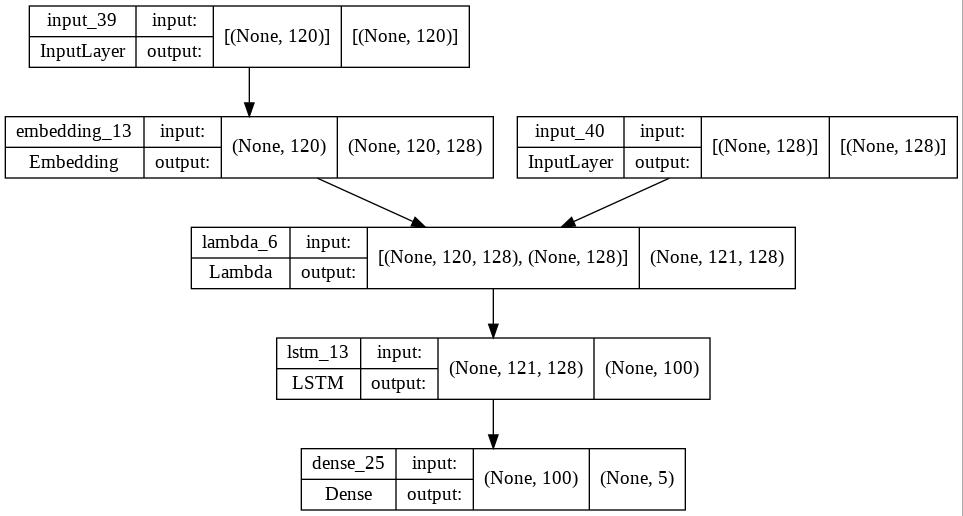 input_39 input: [(None, 120)] [(None, 120)]
InputLayer output:
embedding_13 input: (None, 120) (None, 120, 128)
Embedding output:
input_40 input: [(None, 128)] [(None, 128)]
InputLayer output:
lambda_6 input: [(None, 120, 128), (None, 128)] (None, 121, 128)
Lambda output:
lstm_13 input: (None, 121, 128) (None, 100)
LSTM output:
dense_25 input: (None, 100) (None, 5)
Dense output: